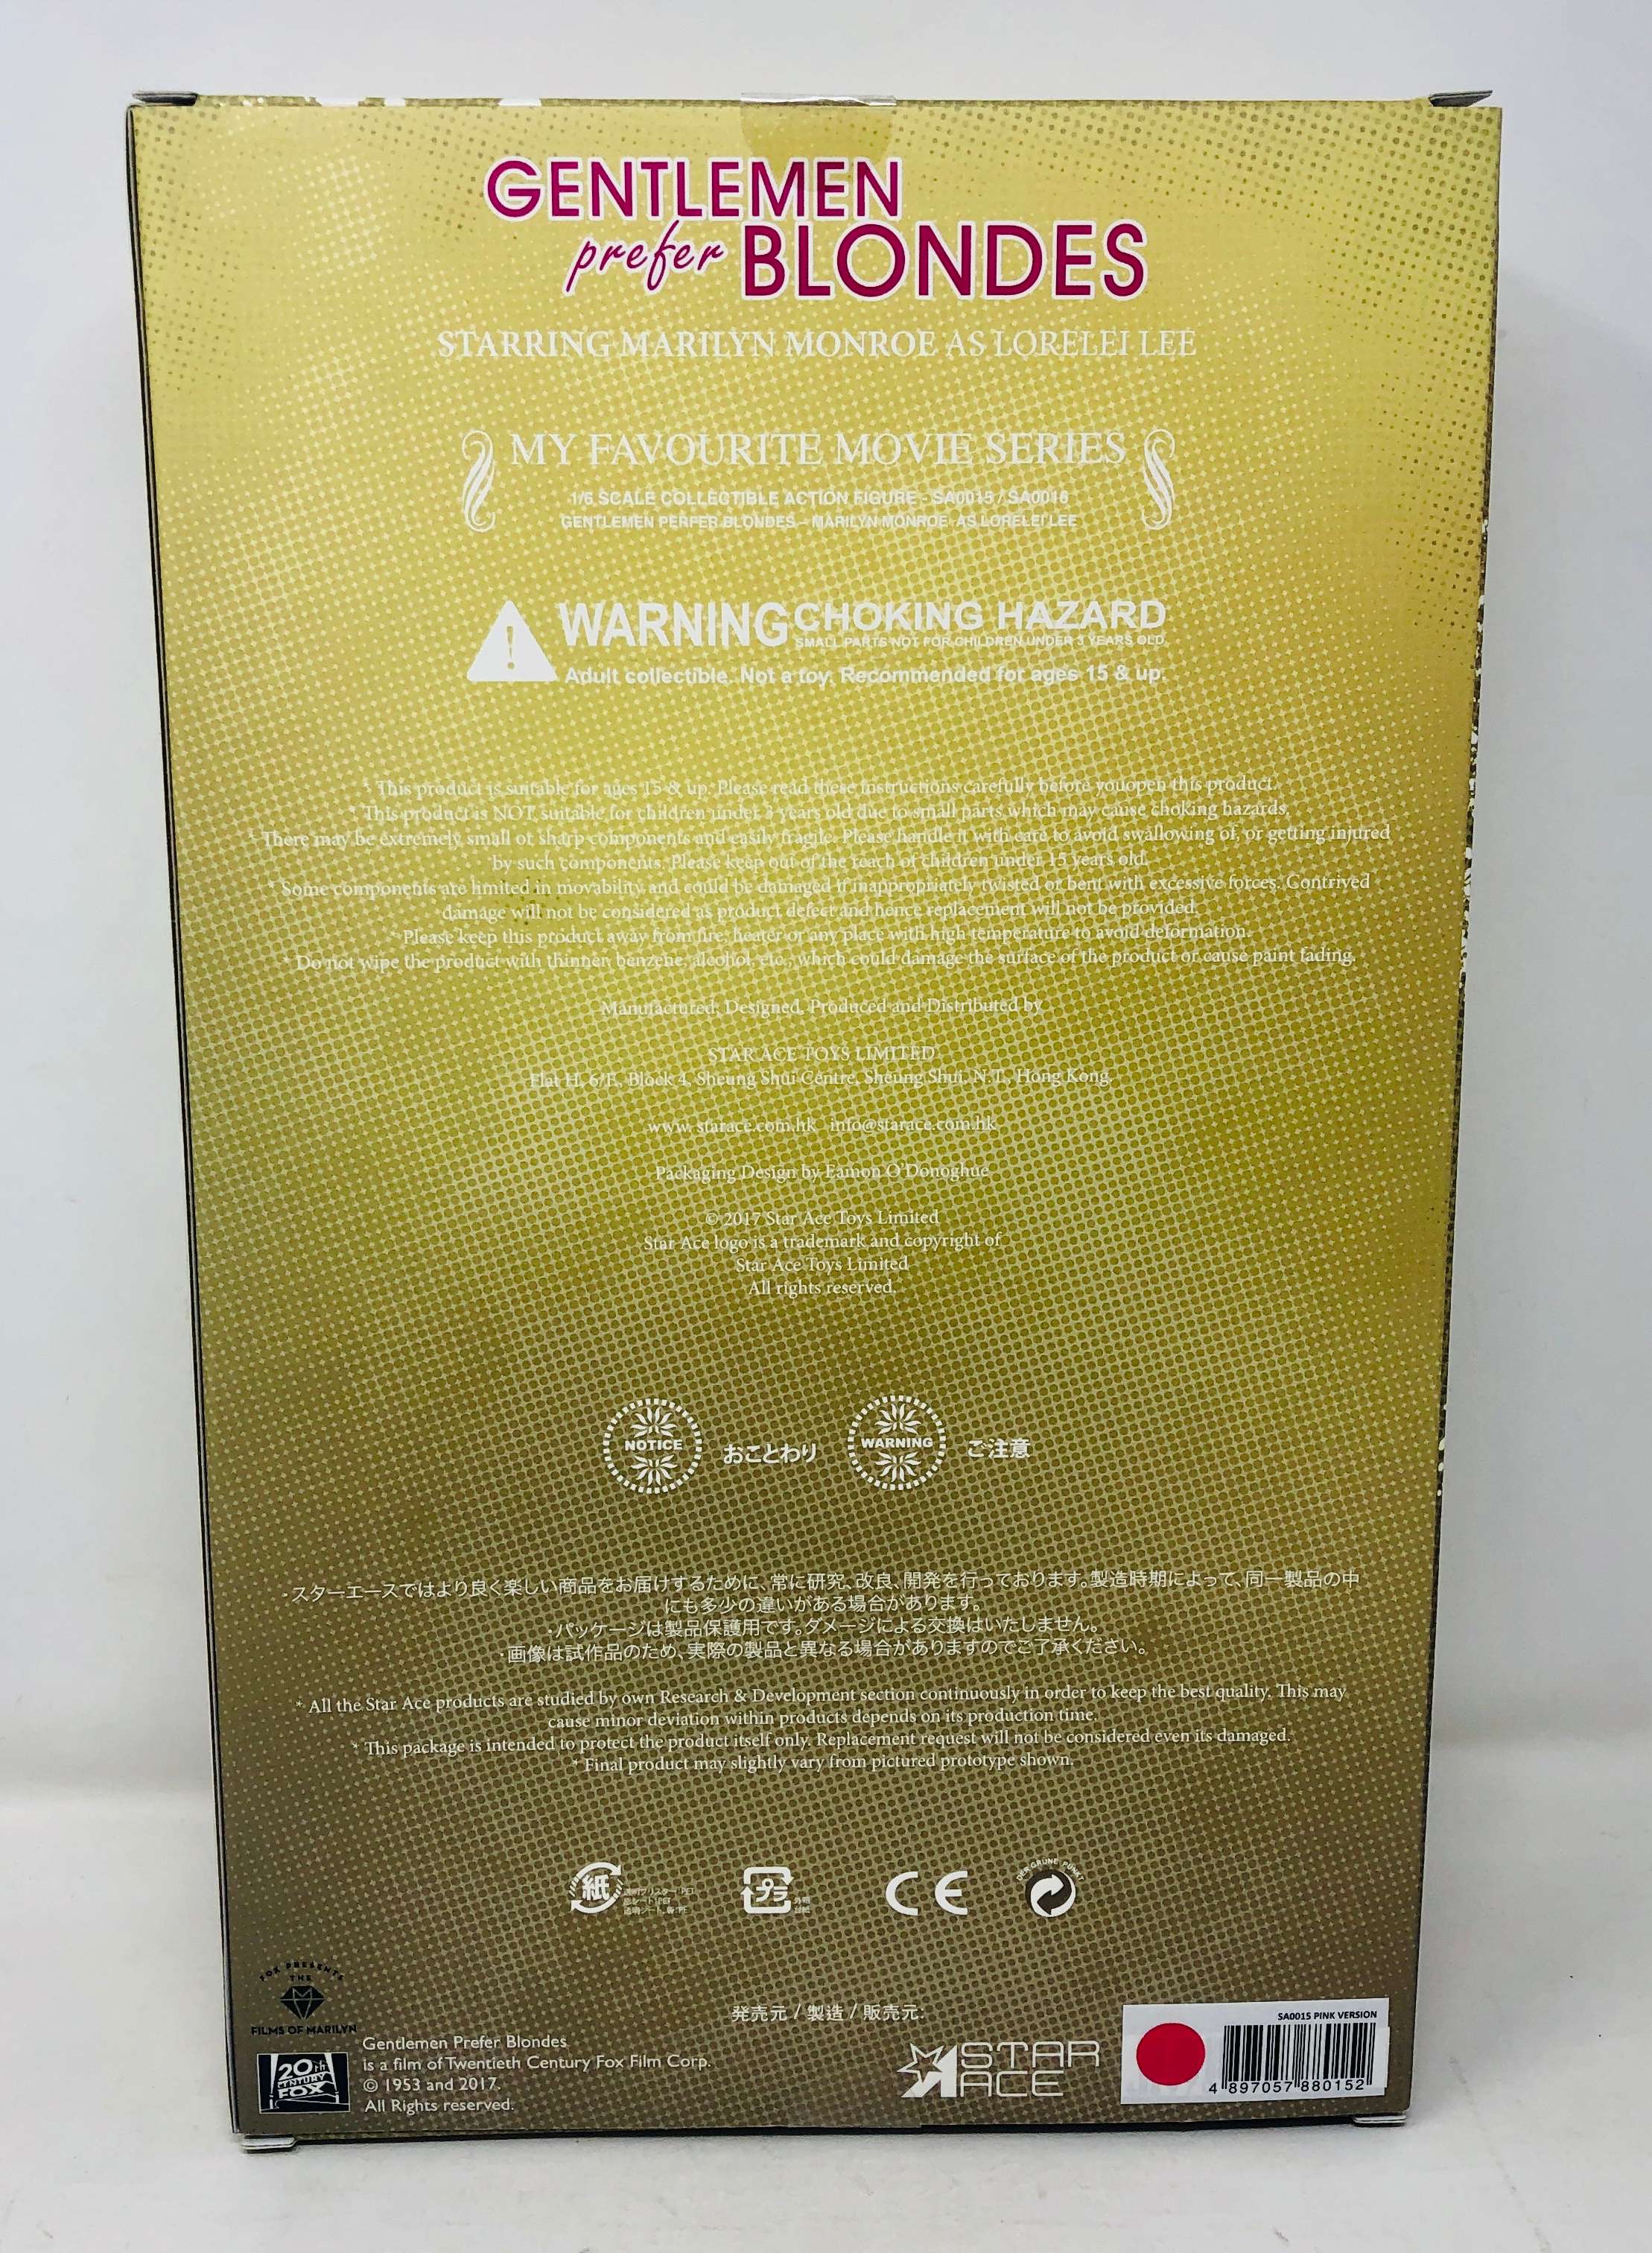 GENTLEMEN
prefer BLONDES
STARRING MARILYN MONROE AS LORELEI LEE
MY FAVOURITE MOVIE SERIES
1/6 SCALE COLLECTIBLE ACTION FIGURE - SA0015 / SA0016
GENTLEMEN PERFER BLONDES - MARILYN MONROE AS LORELEI LEE
WARNING CHOKING HAZARD
SMALL PARTS NOT FOR CHILDREN UNDER 3 YEARS OLD
Adult collectible. Not a toy. Recommended for ages 15 & up.
* This product is suitable for ages 15 & up. Please read these instructions carefully before youopen this product.
* This product is NOT suitable for children under 3 years old due to small parts which may cause choking hazards.
* There may be extremely small or sharp components and easily fragile. Please handle it with care to avoid swallowing of, or getting injured
by such components. Please keep out of the reach of children under 15 years old.
* Some components are limited in movability and could be damaged if inappropriately twisted or bent with excessive forces. Contrived
damage will not be considered as product defect and hence replacement will not be provided.
* Please keep this product away from fire, heater or any place with high temperature to avoid deformation.
* Do not wipe the product with thinner, benzene, alcohol, etc., which could damage the surface of the product or cause paint fading.
Manufactured, Designed, Produced and Distributed by
STAR ACE TOYS LIMITED
Flat H, 6/F., Block 4, Sheung Shui Centre, Sheung Shui, N.T., Hong Kong.
www.starace.com.hk info@starace.com.hk
Packaging Design by Eamon O'Donoghue
© 2017 Star Ace Toys Limited
Star Ace logo is a trademark and copyright of
Star Ace Toys Limited
All rights reserved.
NOTICE おことわり WARNING ご注意
・スターエースではより良く楽しい商品をお届けするために、常に研究、改良、開発を行っております。製造時期によって、同一製品の中
にも多少の違いがある場合があります。
・パッケージは製品保護用です。ダメージによる交換はいたしません。
・画像は試作品のため、実際の製品と異なる場合がありますのでご了承ください。
* All the Star Ace products are studied by own Research & Development section continuously in order to keep the best quality. This may
cause minor deviation within products depends on its production time.
* This package is intended to protect the product itself only. Replacement request will not be considered even its damaged.
* Final product may slightly vary from pictured prototype shown.
紙
プラ
CE
DER GRÜNE PUNKT
FOX PRESENTS
THE
FILMS OF MARILYN
20th
CENTURY
FOX
Gentlemen Prefer Blondes
is a film of Twentieth Century Fox Film Corp.
© 1953 and 2017.
All Rights reserved.
発売元 / 製造 / 販売元:
STAR
ACE
SA0015 PINK VERSION
4 897057 880152